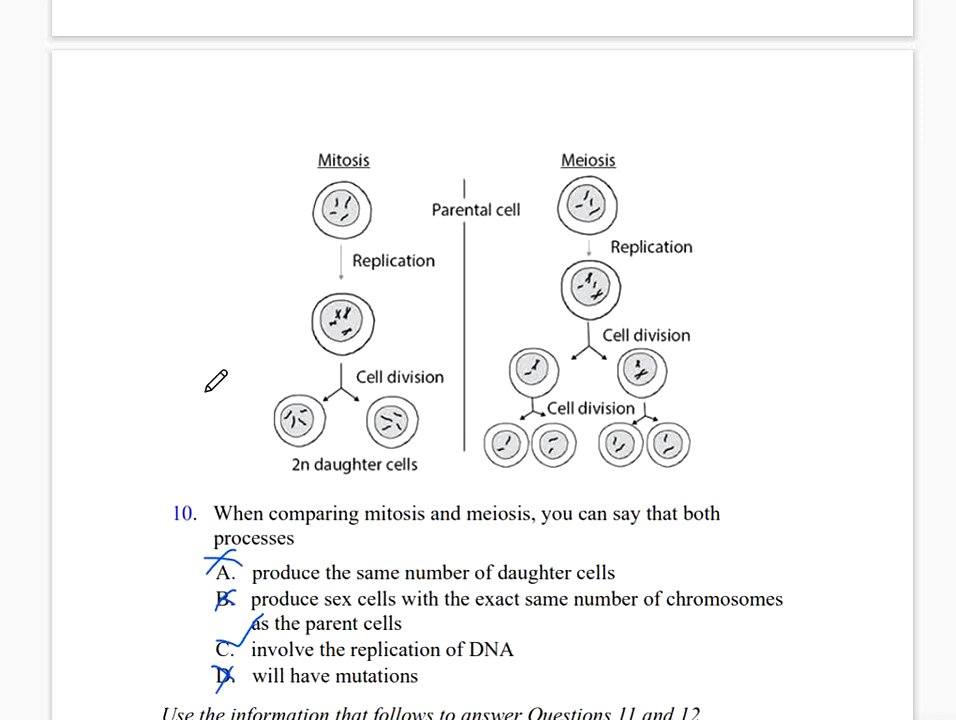 Mitosis Meiosis
Parental cell
Replication
Replication
Cell division
Cell division
Cell division
2n daughter cells
10. When comparing mitosis and meiosis, you can say that both
processes
A. produce the same number of daughter cells
B. produce sex cells with the exact same number of chromosomes
as the parent cells
C. involve the replication of DNA
D. will have mutations
Use the information that follows to answer Questions 11 and 12